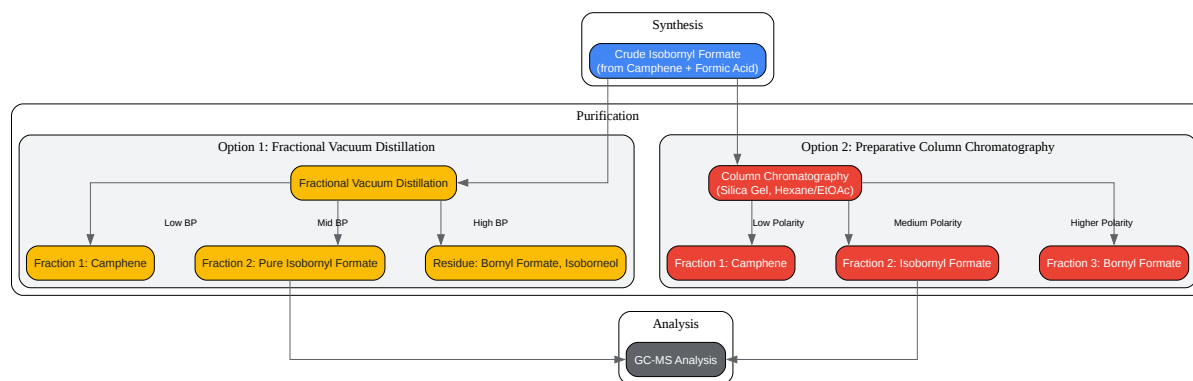 Synthesis
Crude Isobornyl Formate
(from Camphene + Formic Acid)
Purification
Option 1: Fractional Vacuum Distillation
Option 2: Preparative Column Chromatography
Fractional Vacuum Distillation
Column Chromatography
(Silica Gel, Hexane/EtOAc)
Low BP
Mid BP
High BP
Low Polarity
Medium Polarity
Higher Polarity
Fraction 1: Camphene
Fraction 2: Pure Isobornyl Formate
Residue: Bornyl Formate, Isoborneol
Fraction 1: Camphene
Fraction 2: Isobornyl Formate
Fraction 3: Bornyl Formate
Analysis
GC-MS Analysis